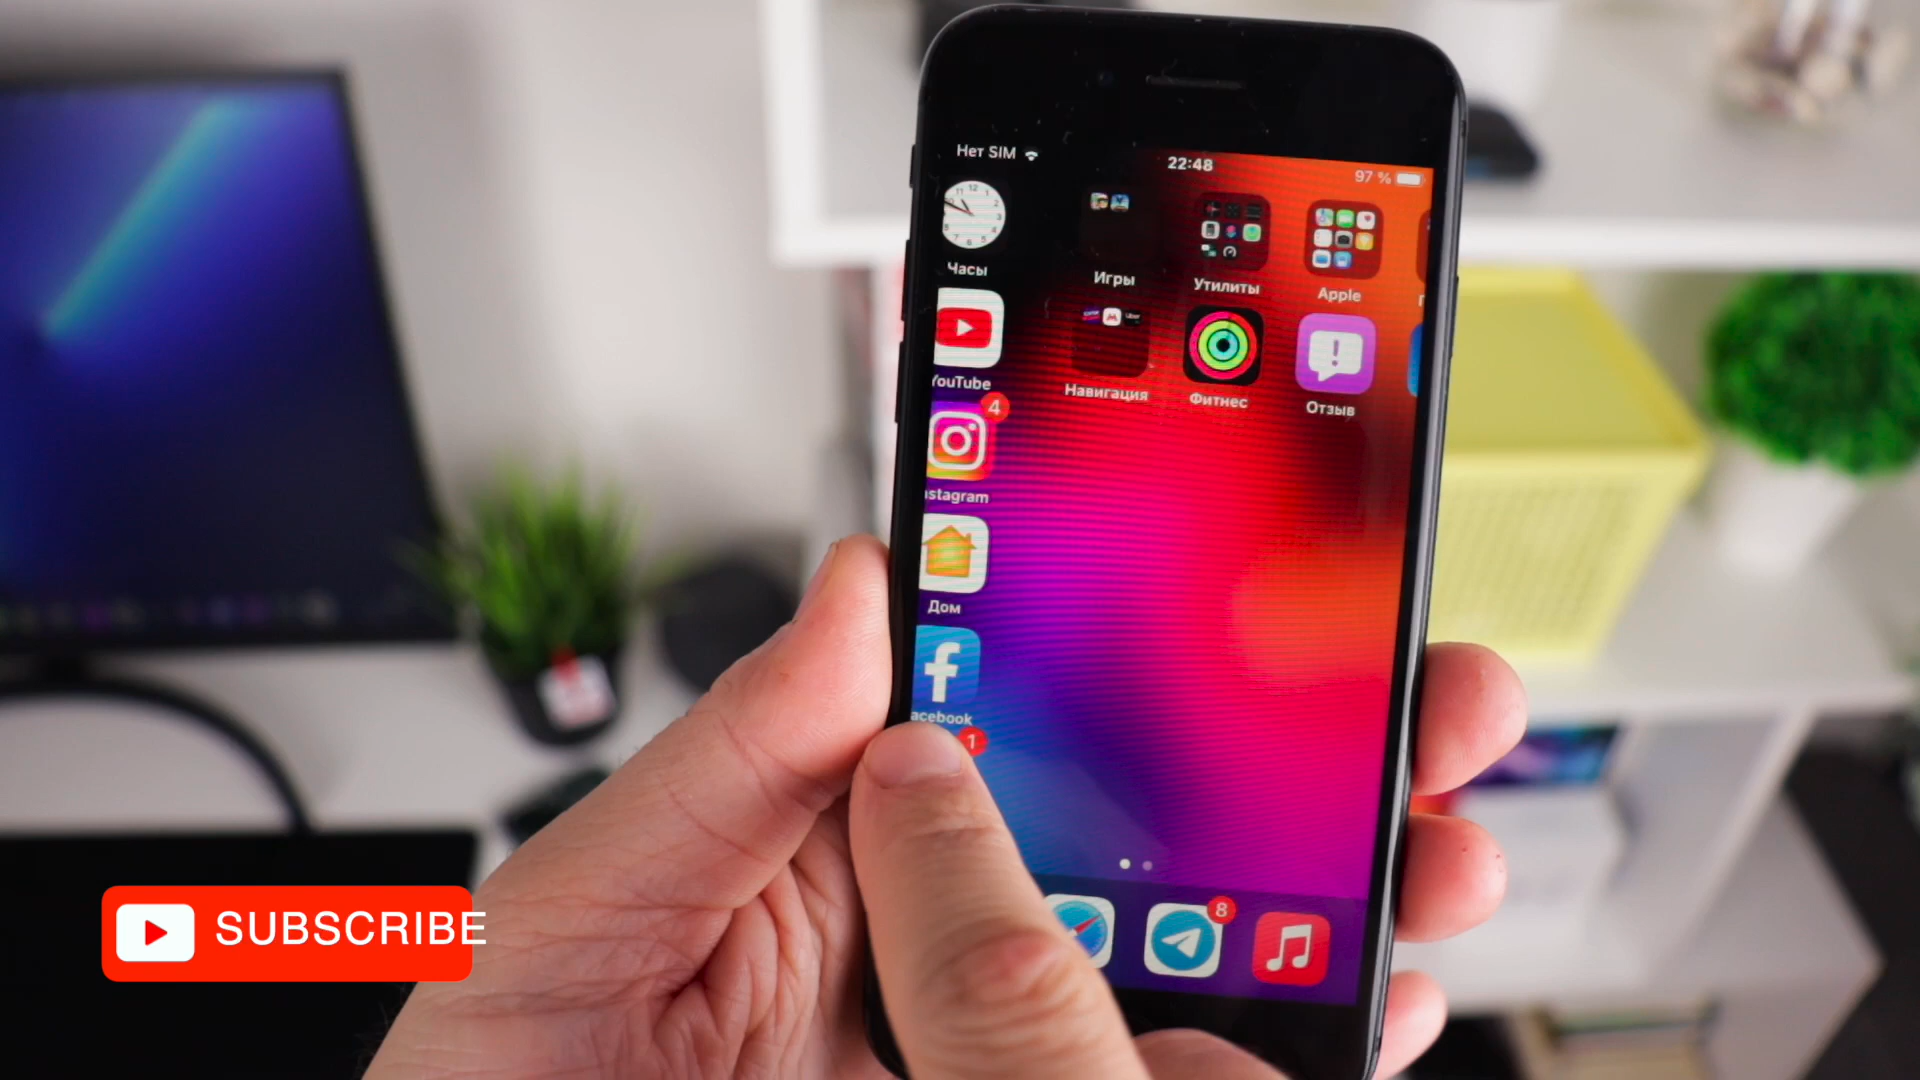 Нет SIM
22:48
97 %
Часы
Игры
Утилиты
Apple
YouTube
Навигация
Фитнес
Отзыв
4
nstagram
Дом
acebook
1
8
SUBSCRIBE